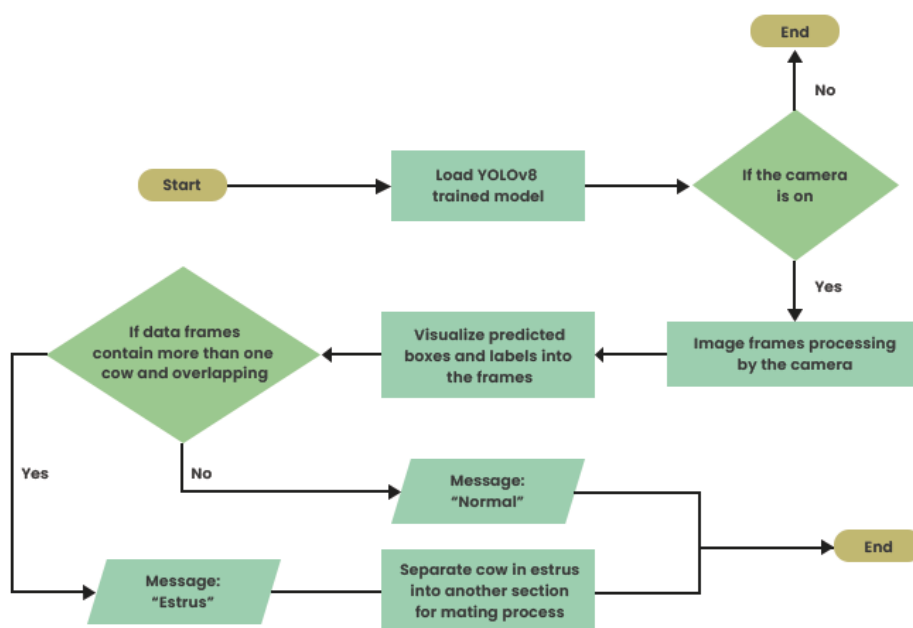 End
No
Start
Load YOLOv8
trained model
If the camera
is on
Yes
Image frames processing
by the camera
Visualize predicted
boxes and labels into
the frames
If data frames
contain more than one
cow and overlapping
Yes
No
Message:
“Normal”
End
Message:
“Estrus”
Separate cow in estrus
into another section
for mating process